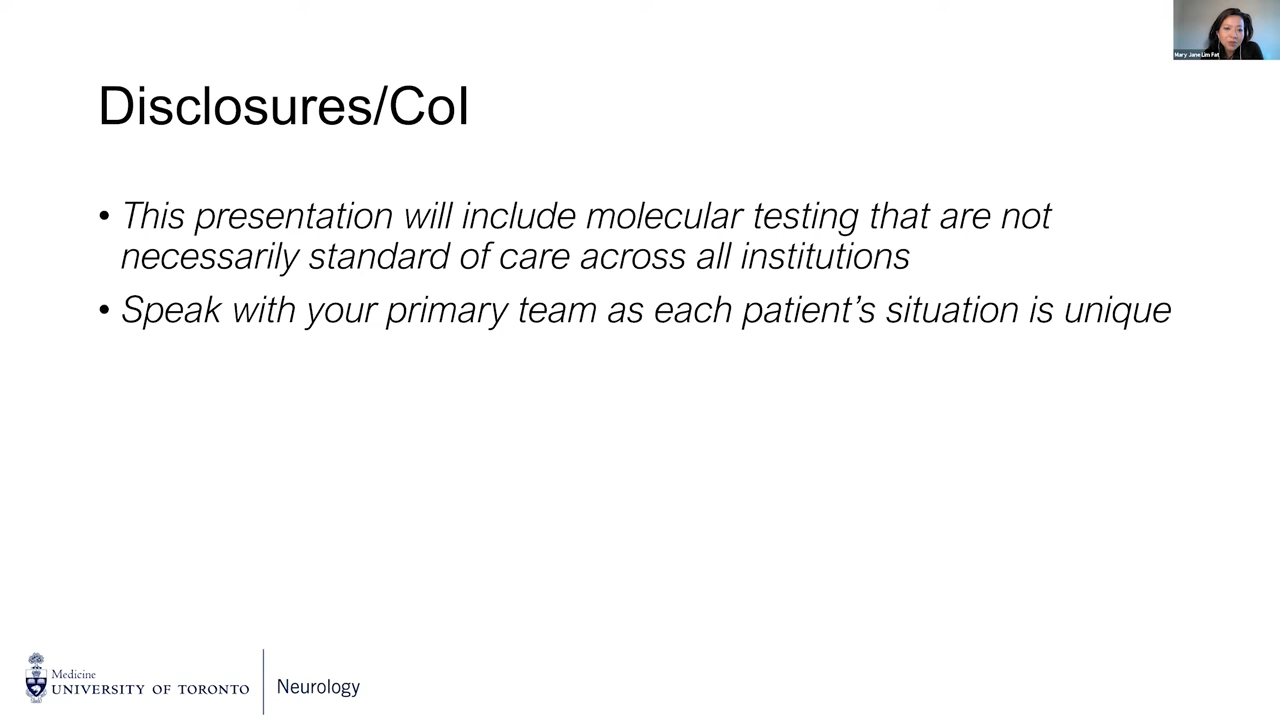 Mary Jane Lim Fat
Disclosures/CoI
• This presentation will include molecular testing that are not
necessarily standard of care across all institutions
• Speak with your primary team as each patient’s situation is unique
Medicine
UNIVERSITY OF TORONTO
Neurology